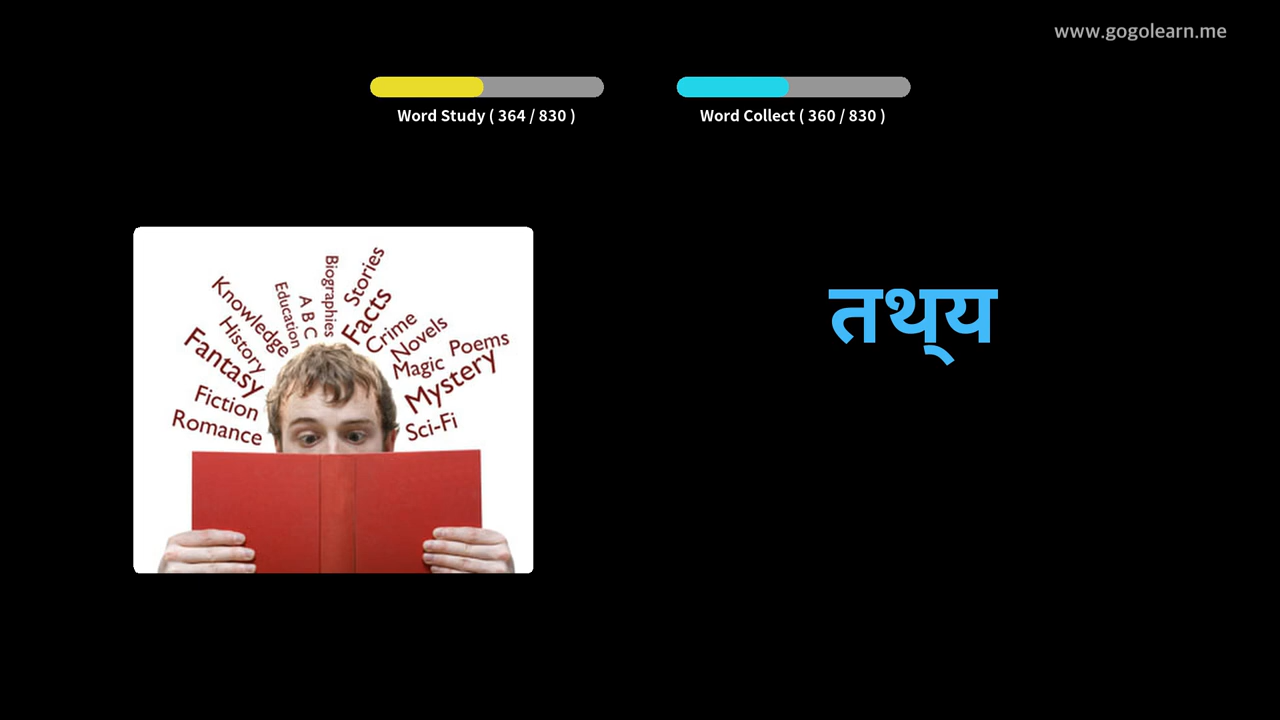 www.gogolearn.me
Word Study ( 364 / 830 )
Word Collect ( 360 / 830 )
तथ्य
Knowledge
History
Fantasy
Fiction
Romance
Education
A B C
Biographies
Stories
Facts
Crime
Novels
Magic
Poems
Mystery
Sci-Fi